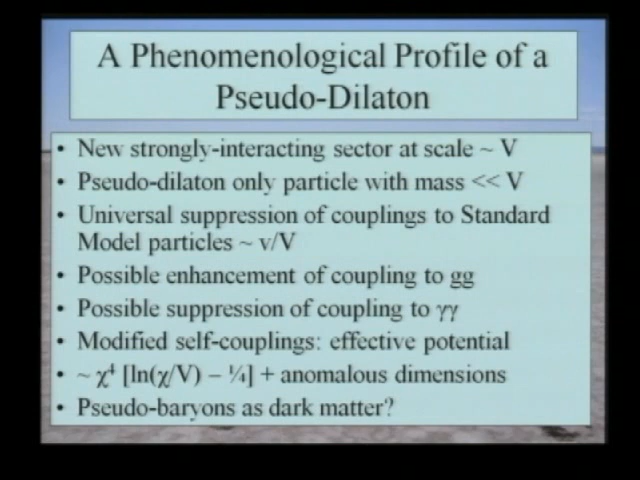 A Phenomenological Profile of a
Pseudo-Dilaton
• New strongly-interacting sector at scale ~ V
• Pseudo-dilaton only particle with mass << V
• Universal suppression of couplings to Standard
Model particles ~ v/V
• Possible enhancement of coupling to gg
• Possible suppression of coupling to γγ
• Modified self-couplings: effective potential
• ~ χ⁴ [ln(χ/V) – ¼] + anomalous dimensions
• Pseudo-baryons as dark matter?